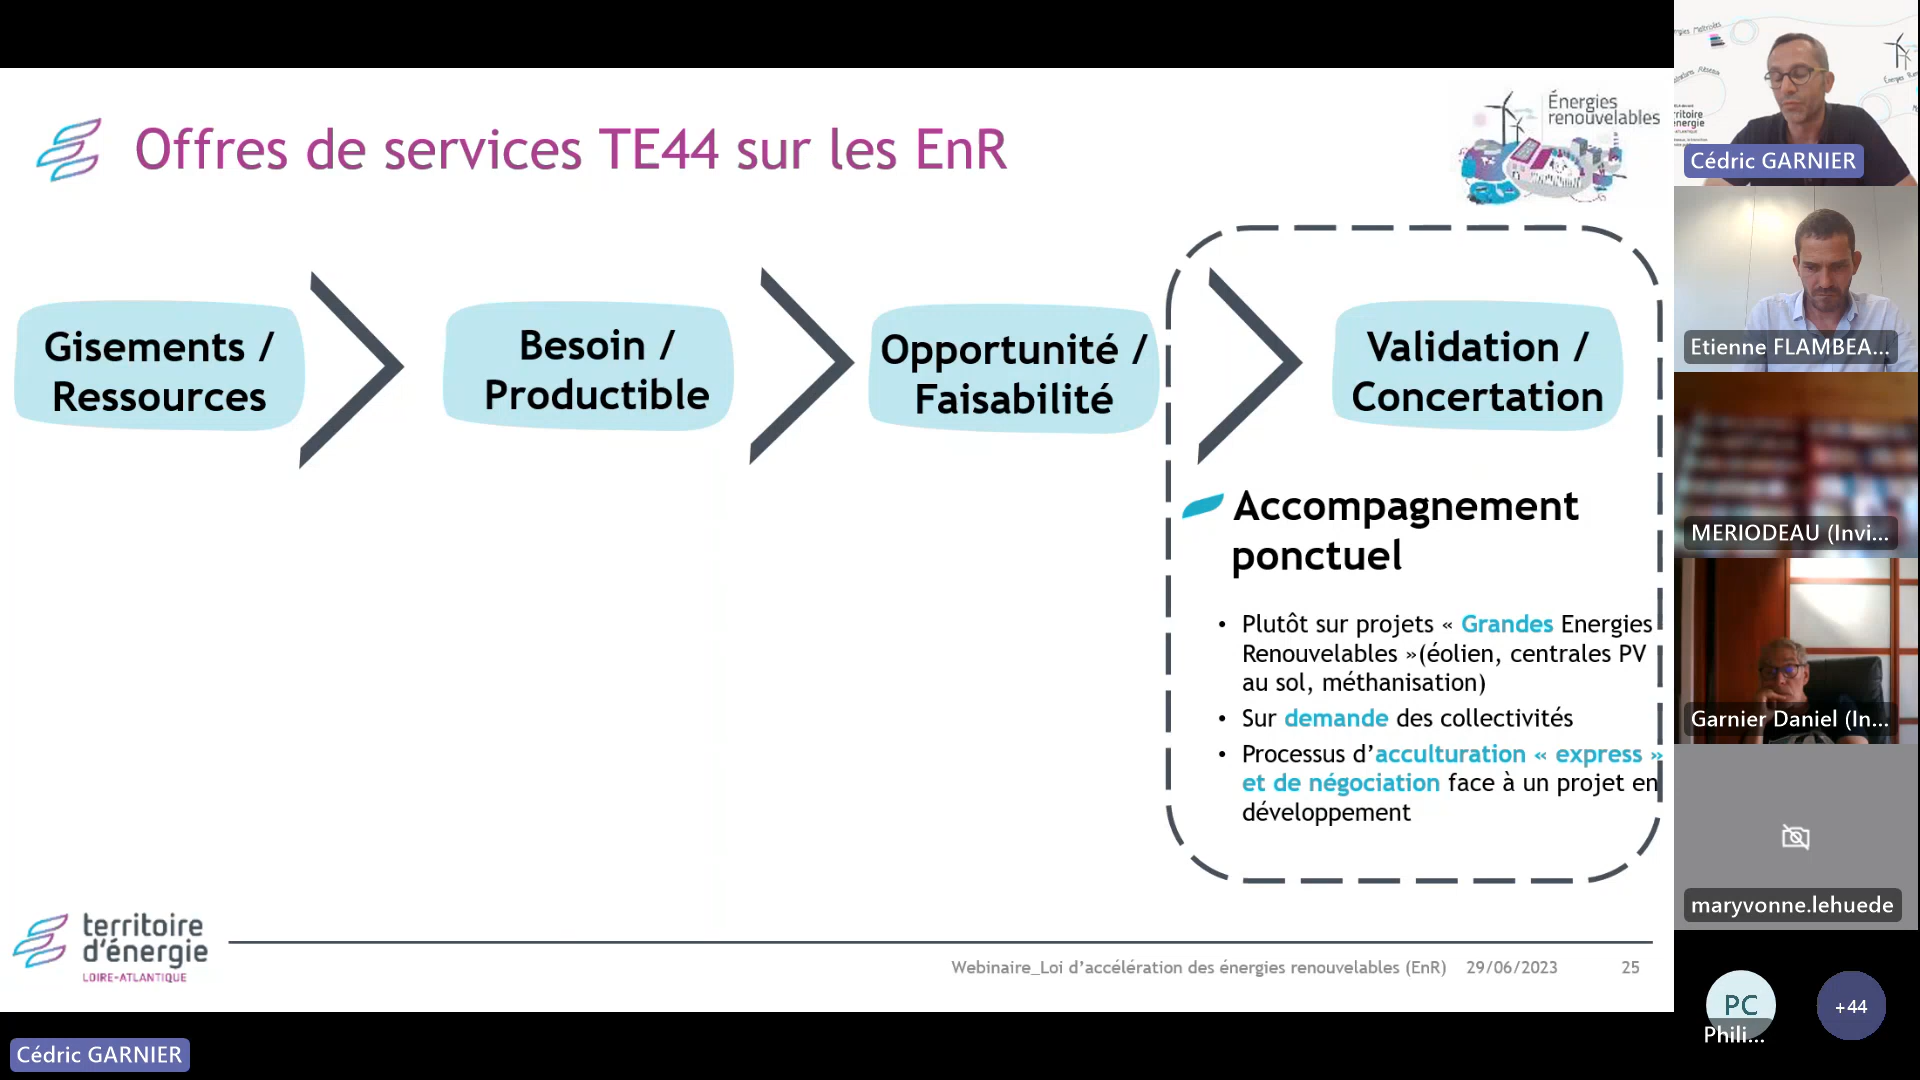 Offres de services TE44 sur les EnR
Énergies
renouvelables
Gisements /
Ressources
Besoin /
Productible
Opportunité /
Faisabilité
Validation /
Concertation
Accompagnement
ponctuel
• Plutôt sur projets « Grandes Energies
Renouvelables »(éolien, centrales PV
au sol, méthanisation)
• Sur demande des collectivités
• Processus d’acculturation « express »
et de négociation face à un projet en
développement
territoire
d'énergie
LOIRE-ATLANTIQUE
Webinaire_Loi d’accélération des énergies renouvelables (EnR) 29/06/2023 25
Cédric GARNIER
Cédric GARNIER
Etienne FLAMBEA...
MERIODEAU (Invi...
Garnier Daniel (In...
maryvonne.lehuede
PC
Phili...
+44